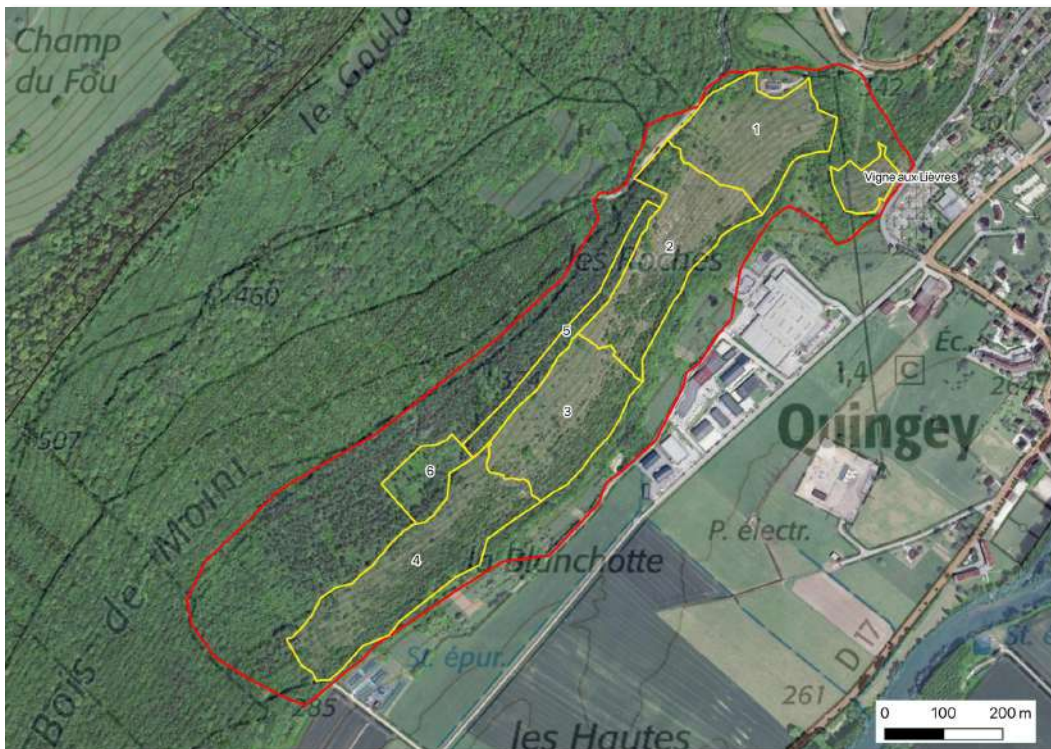 Champ
du Fou
le Goulo
42
1
Vigne aux Lièvres
2
les Roches
460
5
Éc.
1,4
C
264
3
Quingey
507
6
P. électr.
de
4
la Blanchotte
D 17
St. épur.
St. é
261
Bois
285
les Hautes
0 100 200 m